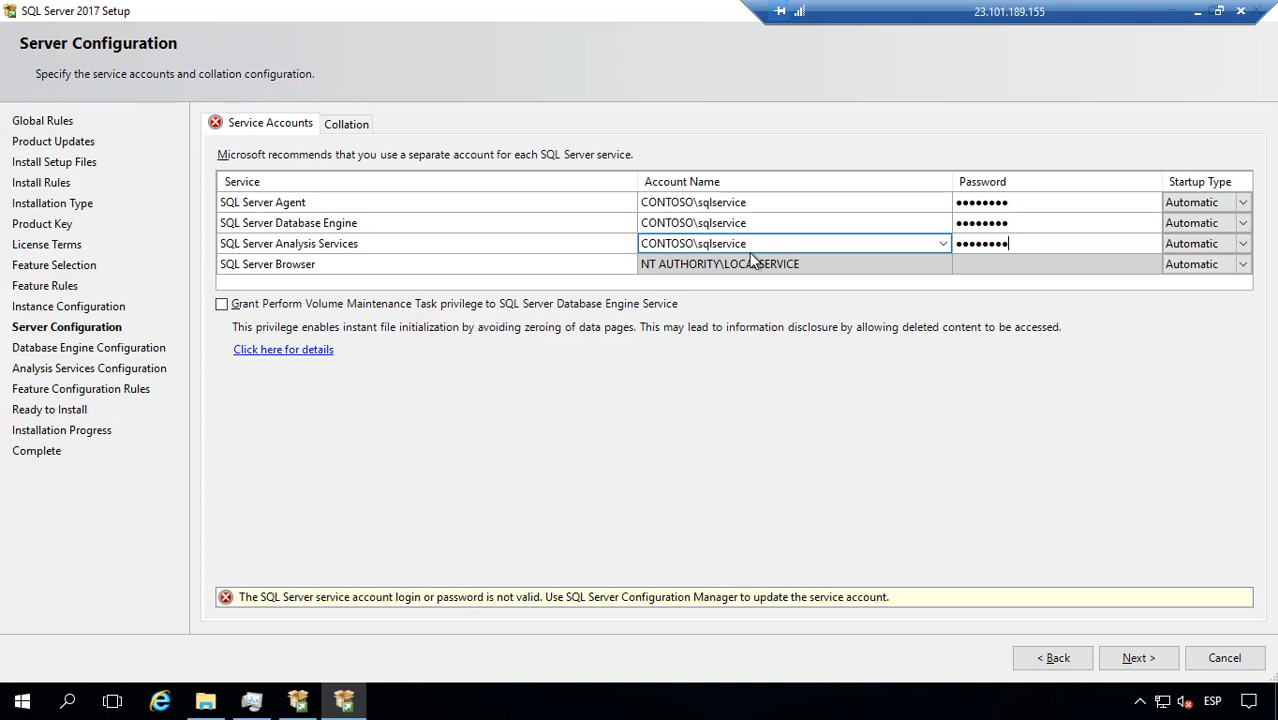 SQL Server 2017 Setup
23.101.189.155
Server Configuration
Specify the service accounts and collation configuration.
Global Rules
Product Updates
Install Setup Files
Install Rules
Installation Type
Product Key
License Terms
Feature Selection
Feature Rules
Instance Configuration
Server Configuration
Database Engine Configuration
Analysis Services Configuration
Feature Configuration Rules
Ready to Install
Installation Progress
Complete
Service Accounts
Collation
Microsoft recommends that you use a separate account for each SQL Server service.
Service Account Name Password Startup Type
SQL Server Agent CONTOSO\sqlservice ●●●●●●●● Automatic
SQL Server Database Engine CONTOSO\sqlservice ●●●●●●●● Automatic
SQL Server Analysis Services CONTOSO\sqlservice ●●●●●●●● Automatic
SQL Server Browser NT AUTHORITY\LOCAL SERVICE Automatic
Grant Perform Volume Maintenance Task privilege to SQL Server Database Engine Service
This privilege enables instant file initialization by avoiding zeroing of data pages. This may lead to information disclosure by allowing deleted content to be accessed.
Click here for details
The SQL Server service account login or password is not valid. Use SQL Server Configuration Manager to update the service account.
< Back
Next >
Cancel
ESP